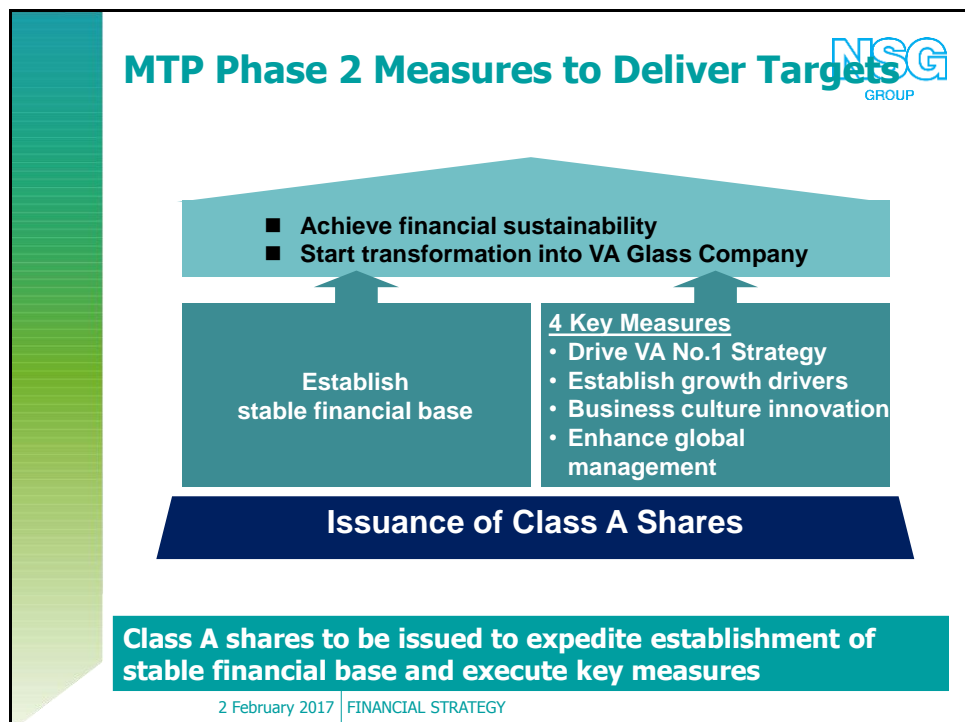 MTP Phase 2 Measures to Deliver Targets
NSG
GROUP
■ Achieve financial sustainability
■ Start transformation into VA Glass Company
Establish
stable financial base
4 Key Measures
• Drive VA No.1 Strategy
• Establish growth drivers
• Business culture innovation
• Enhance global
management
Issuance of Class A Shares
Class A shares to be issued to expedite establishment of
stable financial base and execute key measures
2 February 2017 FINANCIAL STRATEGY